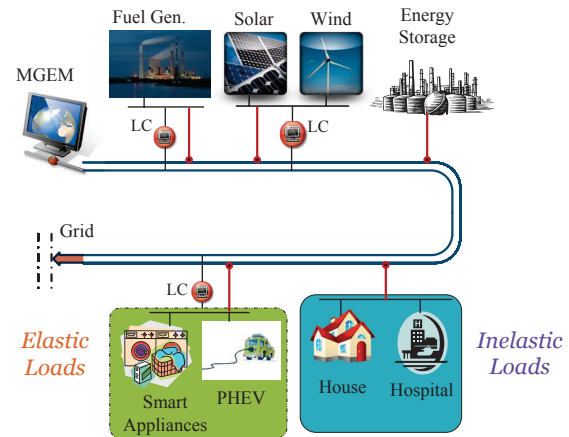 Fuel Gen.
Solar
Wind
Energy
Storage
MGEM
LC
LC
Grid
LC
Elastic
Loads
Smart
Appliances
PHEV
House
Hospital
Inelastic
Loads